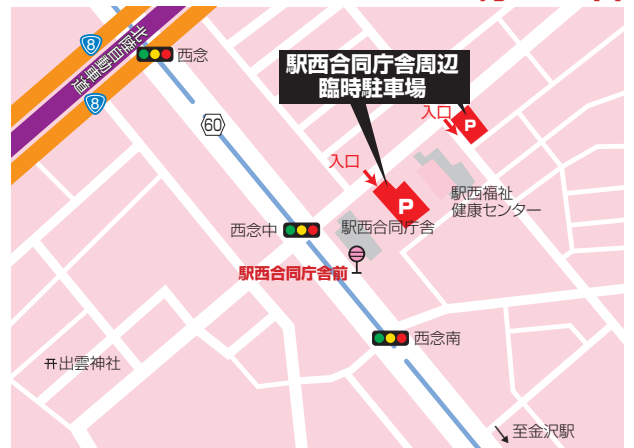 8
西念
北陸自動車道
8
駅西合同庁舎周辺
臨時駐車場
60
入口
P
入口
P
駅西福祉
健康センター
西念中
駅西合同庁舎
駅西合同庁舎前
西念南
出雲神社
至金沢駅